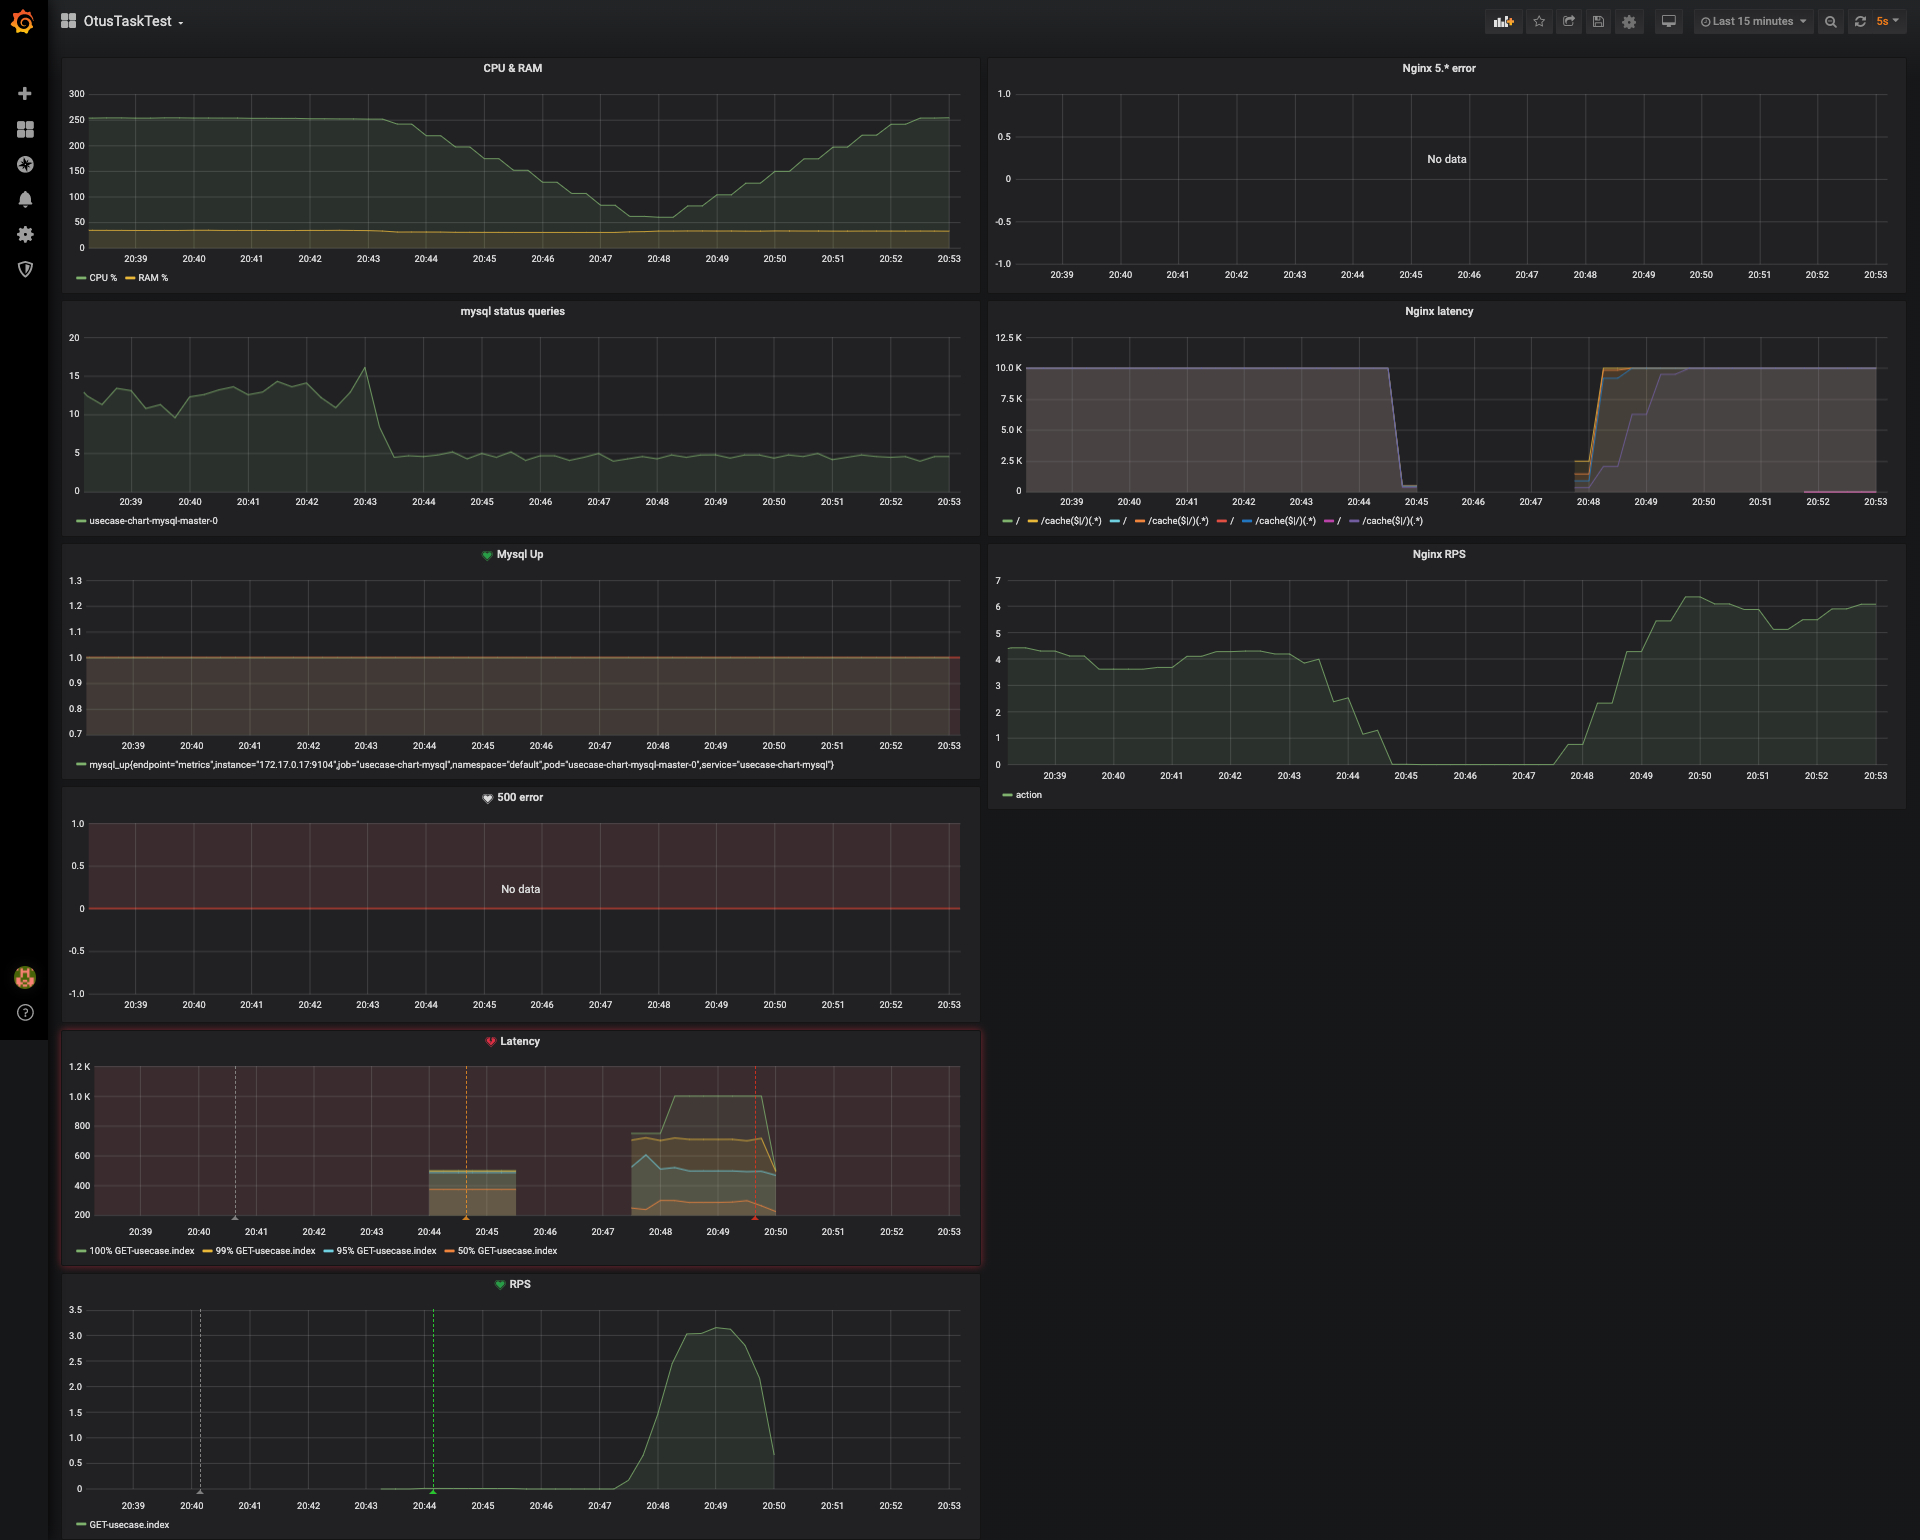 OtusTaskTest
Last 15 minutes
5s
CPU & RAM
300
250
200
150
100
50
0
20:39 20:40 20:41 20:42 20:43 20:44 20:45 20:46 20:47 20:48 20:49 20:50 20:51 20:52 20:53
CPU % RAM %
Nginx 5.* error
1.0
0.5
0
-0.5
-1.0
No data
20:39 20:40 20:41 20:42 20:43 20:44 20:45 20:46 20:47 20:48 20:49 20:50 20:51 20:52 20:53
mysql status queries
20
15
10
5
0
20:39 20:40 20:41 20:42 20:43 20:44 20:45 20:46 20:47 20:48 20:49 20:50 20:51 20:52 20:53
usecase-chart-mysql-master-0
Nginx latency
12.5 K
10.0 K
7.5 K
5.0 K
2.5 K
0
20:39 20:40 20:41 20:42 20:43 20:44 20:45 20:46 20:47 20:48 20:49 20:50 20:51 20:52 20:53
/ /cache($|/)(.*) / /cache($|/)(.*) / /cache($|/)(.*) / /cache($|/)(.*)
Mysql Up
1.3
1.2
1.1
1.0
0.9
0.8
0.7
20:39 20:40 20:41 20:42 20:43 20:44 20:45 20:46 20:47 20:48 20:49 20:50 20:51 20:52 20:53
mysql_up{endpoint="metrics",instance="172.17.0.17:9104",job="usecase-chart-mysql",namespace="default",pod="usecase-chart-mysql-master-0",service="usecase-chart-mysql"}
Nginx RPS
7
6
5
4
3
2
1
0
20:39 20:40 20:41 20:42 20:43 20:44 20:45 20:46 20:47 20:48 20:49 20:50 20:51 20:52 20:53
action
500 error
1.0
0.5
0
-0.5
-1.0
No data
20:39 20:40 20:41 20:42 20:43 20:44 20:45 20:46 20:47 20:48 20:49 20:50 20:51 20:52 20:53
Latency
1.2 K
1.0 K
800
600
400
200
20:39 20:40 20:41 20:42 20:43 20:44 20:45 20:46 20:47 20:48 20:49 20:50 20:51 20:52 20:53
100% GET-usecase.index 99% GET-usecase.index 95% GET-usecase.index 50% GET-usecase.index
RPS
3.5
3.0
2.5
2.0
1.5
1.0
0.5
0
20:39 20:40 20:41 20:42 20:43 20:44 20:45 20:46 20:47 20:48 20:49 20:50 20:51 20:52 20:53
GET-usecase.index